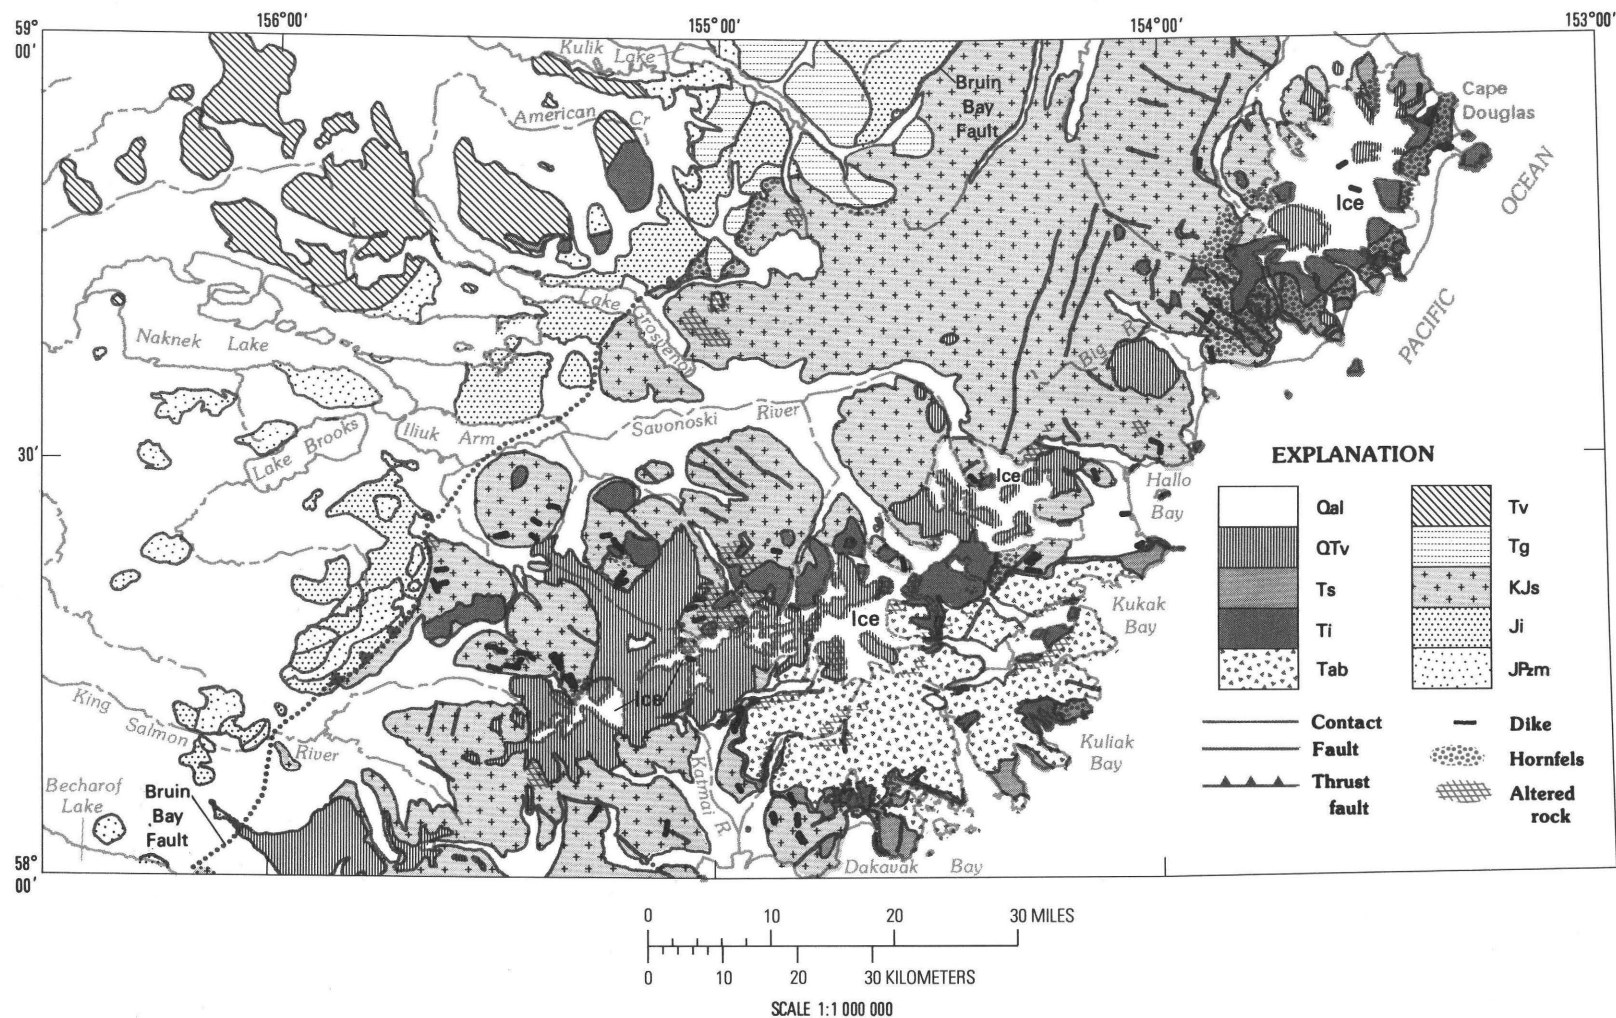 59°
00'
156°00'
155°00'
154°00'
153°00'
Kulik
Lake
American
Cr
Bruin
Bay
Fault
Cape
Douglas
OCEAN
PACIFIC
Ice
Lake
Grosvenor
Naknek Lake
Big
R
Savonoski River
Iliuk Arm
Lake Brooks
30'
Ice
Hallo
Bay
Kukak
Bay
Ice
Ice
King
Salmon
River
Kuliak
Bay
Becharof
Lake
Bruin
Bay
Fault
Katmai R.
Dakavak Bay
58°
00'
EXPLANATION
Qal
QTv
Ts
Ti
Tab
Tv
Tg
KJs
Ji
JPzm
Contact
Fault
Thrust
fault
Dike
Hornfels
Altered
rock
0 10 20 30 MILES
0 10 20 30 KILOMETERS
SCALE 1:1 000 000